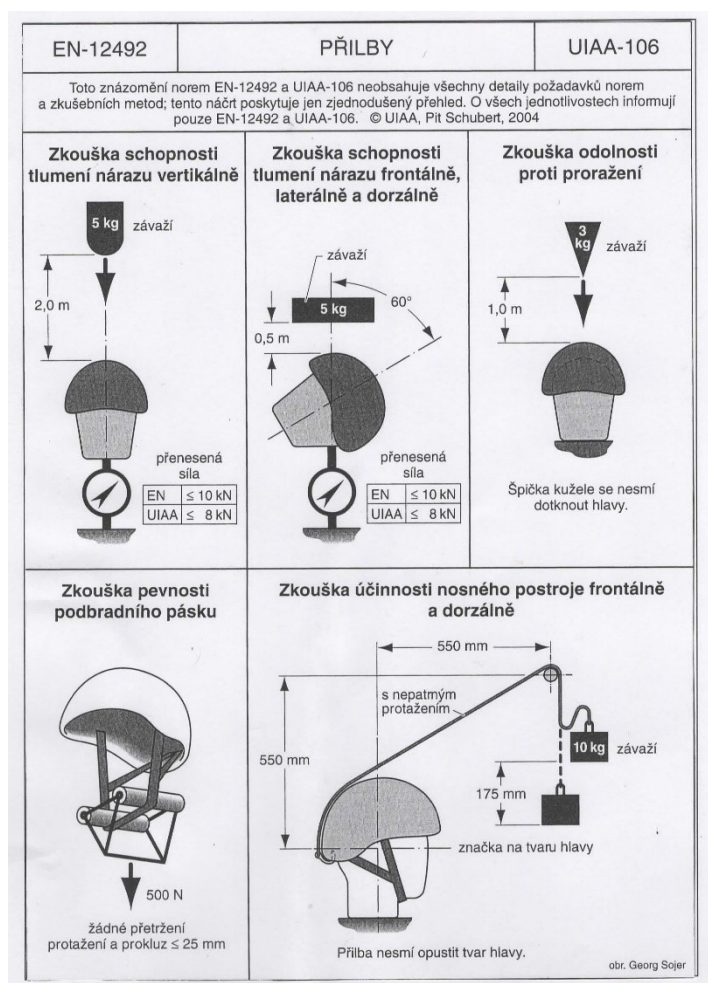 EN-12492
PŘILBY
UIAA-106
Toto znázornění norem EN-12492 a UIAA-106 neobsahuje všechny detaily požadavků norem
a zkušebních metod; tento náčrt poskytuje jen zjednodušený přehled. O všech jednotlivostech informují
pouze EN-12492 a UIAA-106.   © UIAA, Pit Schubert, 2004
Zkouška schopnosti
tlumení nárazu vertikálně
5 kg
závaží
2,0 m
přenesená
síla
EN ≤ 10 kN
UIAA ≤ 8 kN
Zkouška schopnosti
tlumení nárazu frontálně,
laterálně a dorzálně
závaží
5 kg
60°
0,5 m
přenesená
síla
EN ≤ 10 kN
UIAA ≤ 8 kN
Zkouška odolnosti
proti proražení
3
kg
závaží
1,0 m
Špička kužele se nesmí
dotknout hlavy.
Zkouška pevnosti
podbradního pásku
500 N
žádné přetržení
protažení a prokluz ≤ 25 mm
Zkouška účinnosti nosného postroje frontálně
a dorzálně
550 mm
s nepatrným
protažením
550 mm
10 kg
závaží
175 mm
značka na tvaru hlavy
Přilba nesmí opustit tvar hlavy.
obr. Georg Sojer